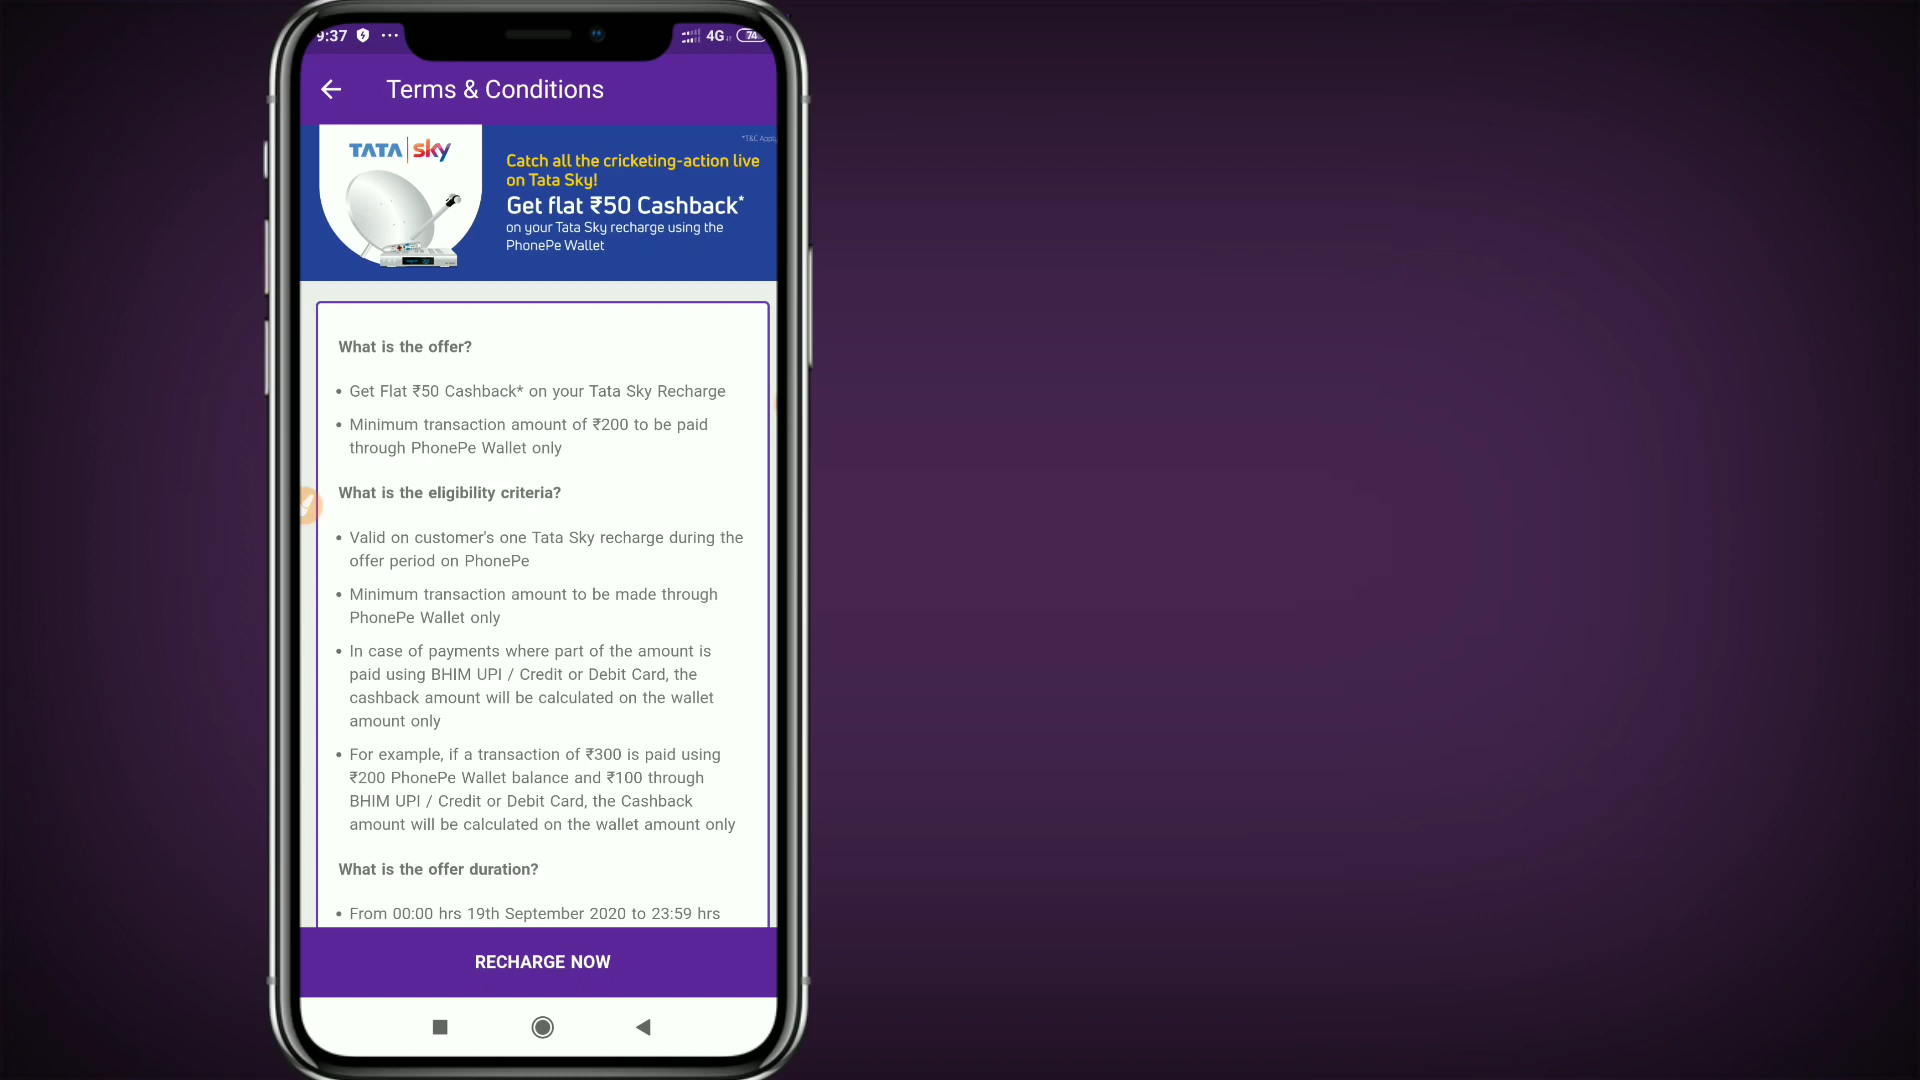 9:37 ... 4G 74
Terms & Conditions
*T&C Apply
TATA sky
Catch all the cricketing-action live
on Tata Sky!
Get flat ₹50 Cashback*
on your Tata Sky recharge using the
PhonePe Wallet
What is the offer?
• Get Flat ₹50 Cashback* on your Tata Sky Recharge
• Minimum transaction amount of ₹200 to be paid
through PhonePe Wallet only
What is the eligibility criteria?
• Valid on customer's one Tata Sky recharge during the
offer period on PhonePe
• Minimum transaction amount to be made through
PhonePe Wallet only
• In case of payments where part of the amount is
paid using BHIM UPI / Credit or Debit Card, the
cashback amount will be calculated on the wallet
amount only
• For example, if a transaction of ₹300 is paid using
₹200 PhonePe Wallet balance and ₹100 through
BHIM UPI / Credit or Debit Card, the Cashback
amount will be calculated on the wallet amount only
What is the offer duration?
• From 00:00 hrs 19th September 2020 to 23:59 hrs
RECHARGE NOW